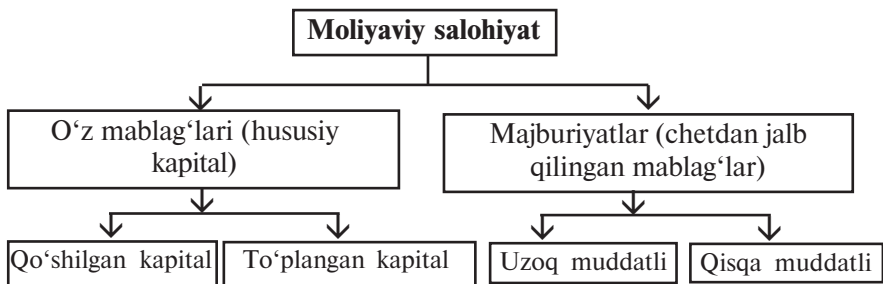 Moliyaviy salohiyat
O‘z mablag‘lari (hususiy
kapital)
Majburiyatlar (chetdan jalb
qilingan mablag‘lar)
Qo‘shilgan kapital
To‘plangan kapital
Uzoq muddatli
Qisqa muddatli